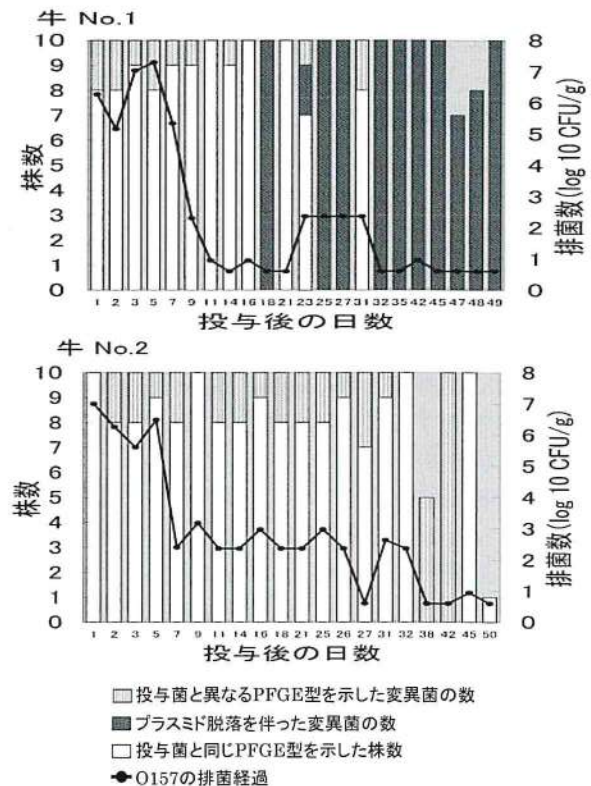 牛 No.1
10 9 8 7 6 5 4 3 2 1 0
株数
8 7 6 5 4 3 2 1 0
排菌数(log 10 CFU/g)
1 2 3 5 7 9 11 14 16 18 21 23 25 27 31 32 35 42 45 47 48 49
投与後の日数
牛 No.2
10 9 8 7 6 5 4 3 2 1 0
株数
8 7 6 5 4 3 2 1 0
排菌数(log 10 CFU/g)
1 2 3 5 7 9 11 14 16 18 21 25 26 27 31 32 38 42 45 50
投与後の日数
投与菌と異なるPFGE型を示した変異菌の数
プラスミド脱落を伴った変異菌の数
投与菌と同じPFGE型を示した株数
O157の排菌経過